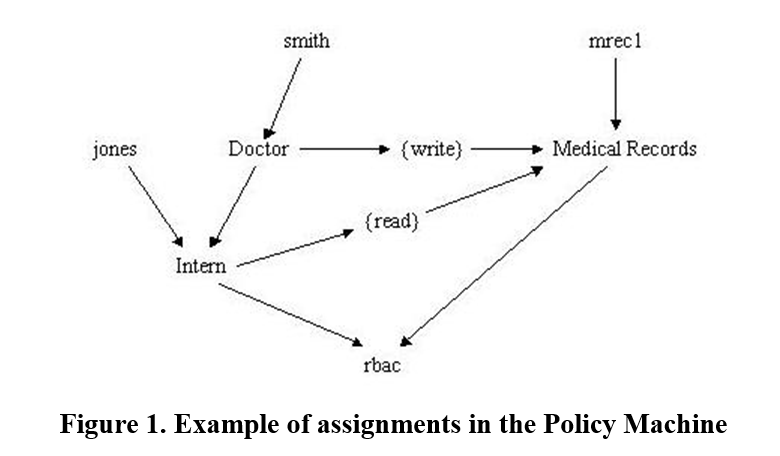 smith
mrec1
jones
Doctor
{write}
Medical Records
{read}
Intern
rbac
Figure 1. Example of assignments in the Policy Machine